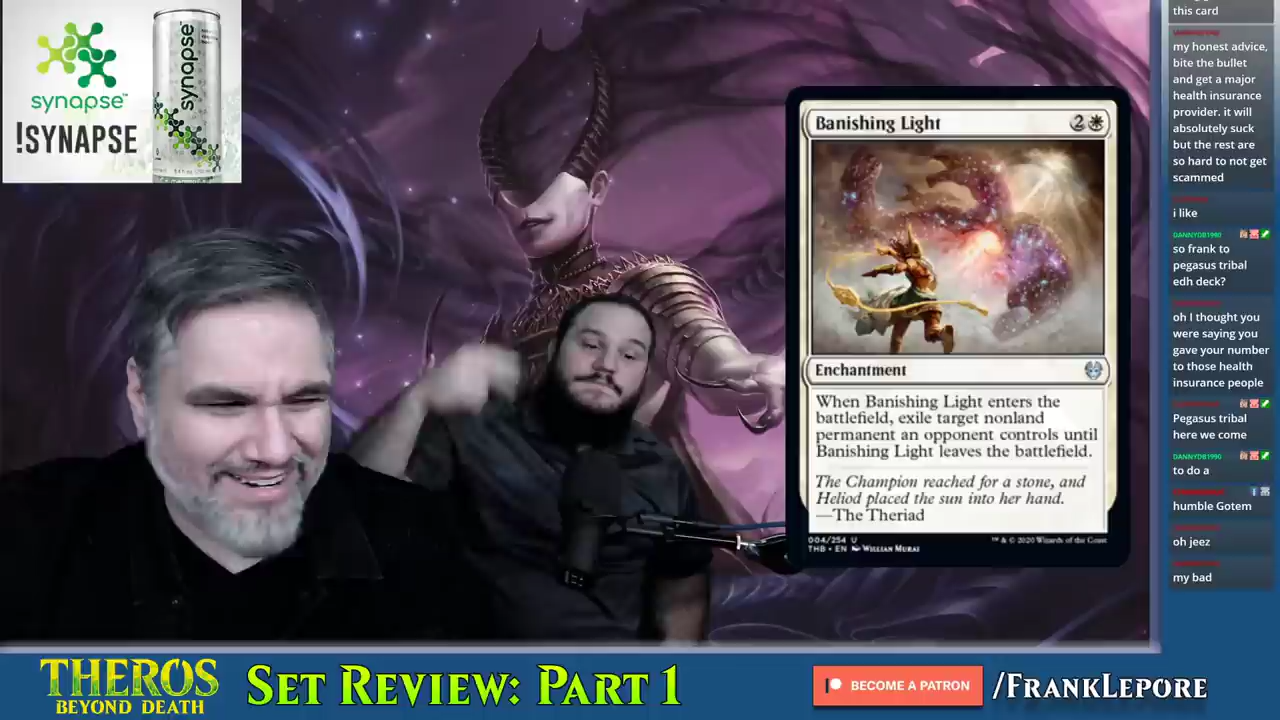 synapse™
!SYNAPSE
synapse
Banishing Light
2
Enchantment
When Banishing Light enters the
battlefield, exile target nonland
permanent an opponent controls until
Banishing Light leaves the battlefield.
The Champion reached for a stone, and
Heliod placed the sun into her hand.
—The Theriad
004/254 U
THB • EN WILLIAN MURAI
™ & © 2020 Wizards of the Coast
this card
my honest advice,
bite the bullet
and get a major
health insurance
provider. it will
absolutely suck
but the rest are
so hard to not get
scammed
i like
DANNYDB1990
so frank to
pegasus tribal
edh deck?
oh I thought you
were saying you
gave your number
to those health
insurance people
Pegasus tribal
here we come
DANNYDB1990
to do a
humble Gotem
oh jeez
my bad
THEROS
BEYOND DEATH
SET REVIEW: PART 1
BECOME A PATRON
/FRANKLEPORE